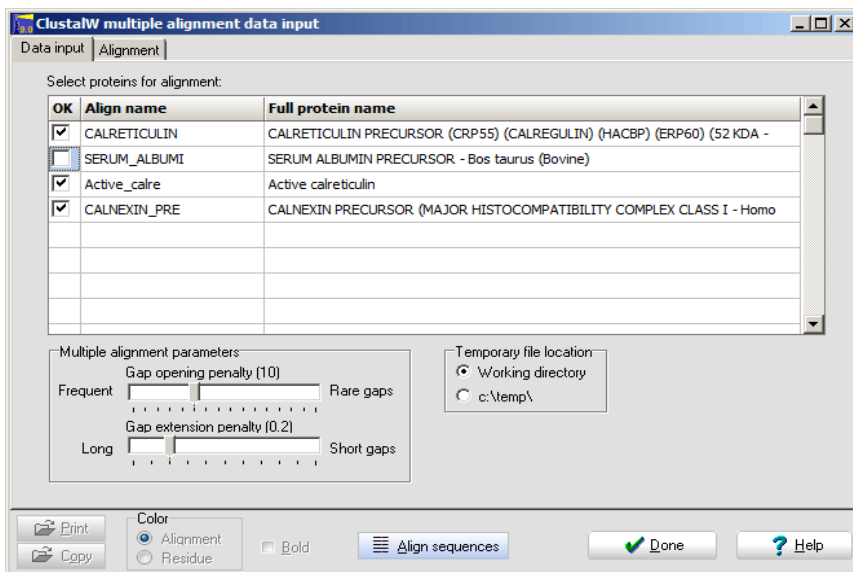 9.0 ClustalW multiple alignment data input
Data input Alignment
Select proteins for alignment:
OK Align name Full protein name
CALRETICULIN CALRETICULIN PRECURSOR (CRP55) (CALREGULIN) (HACBP) (ERP60) (52 KDA -
SERUM_ALBUMI SERUM ALBUMIN PRECURSOR - Bos taurus (Bovine)
Active_calre Active calreticulin
CALNEXIN_PRE CALNEXIN PRECURSOR (MAJOR HISTOCOMPATIBILITY COMPLEX CLASS I - Homo
Multiple alignment parameters
Gap opening penalty (10)
Frequent Rare gaps
Gap extension penalty (0.2)
Long Short gaps
Temporary file location
Working directory
c:\temp\
Print
Copy
Color
Alignment
Residue
Bold
Align sequences
Done
Help